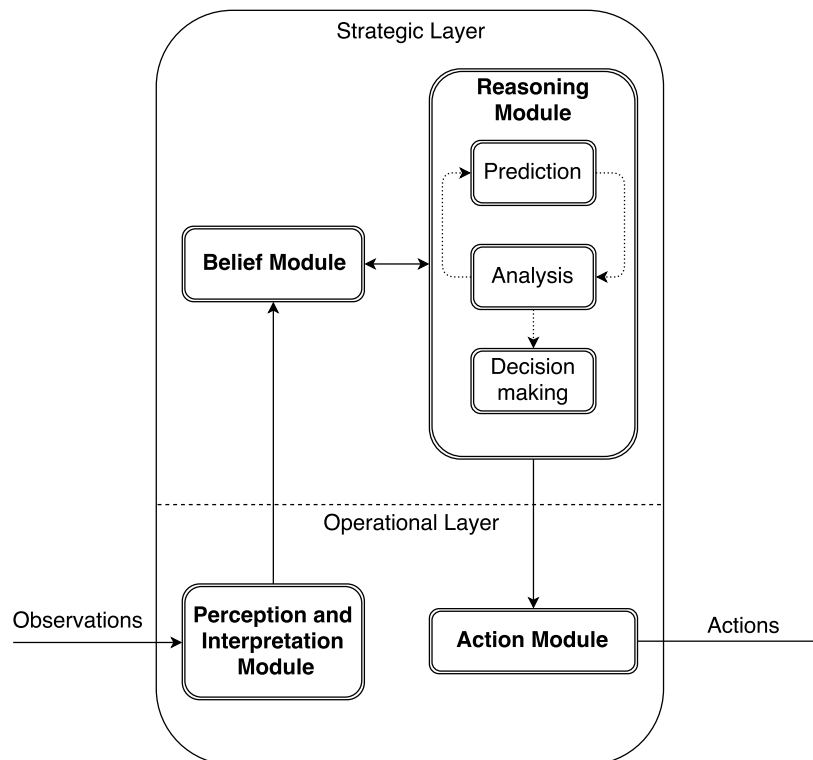 Strategic Layer
Reasoning
Module
Prediction
Belief Module
Analysis
Decision
making
Operational Layer
Observations
Perception and
Interpretation
Module
Action Module
Actions